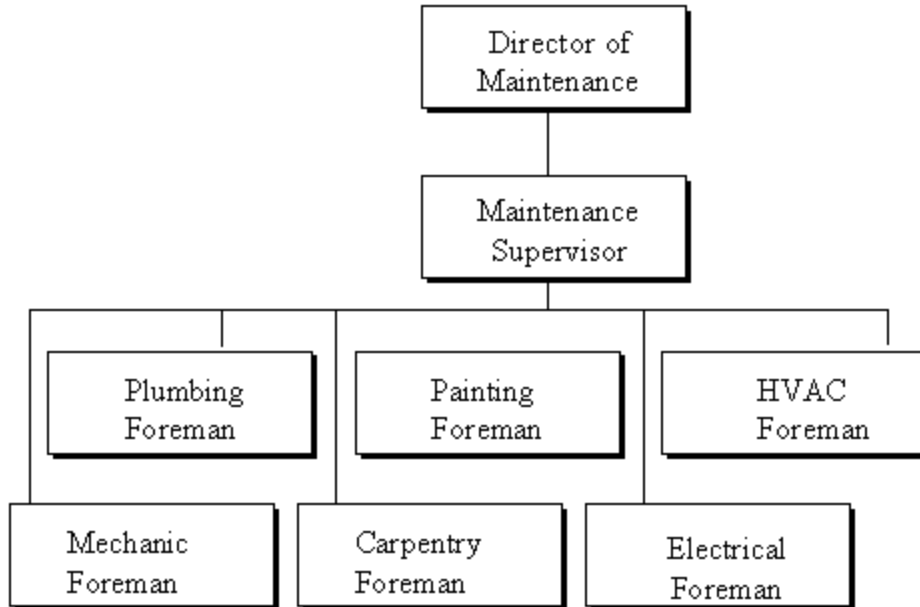 Director of
Maintenance
Maintenance
Supervisor
Plumbing
Foreman
Painting
Foreman
HVAC
Foreman
Mechanic
Foreman
Carpentry
Foreman
Electrical
Foreman